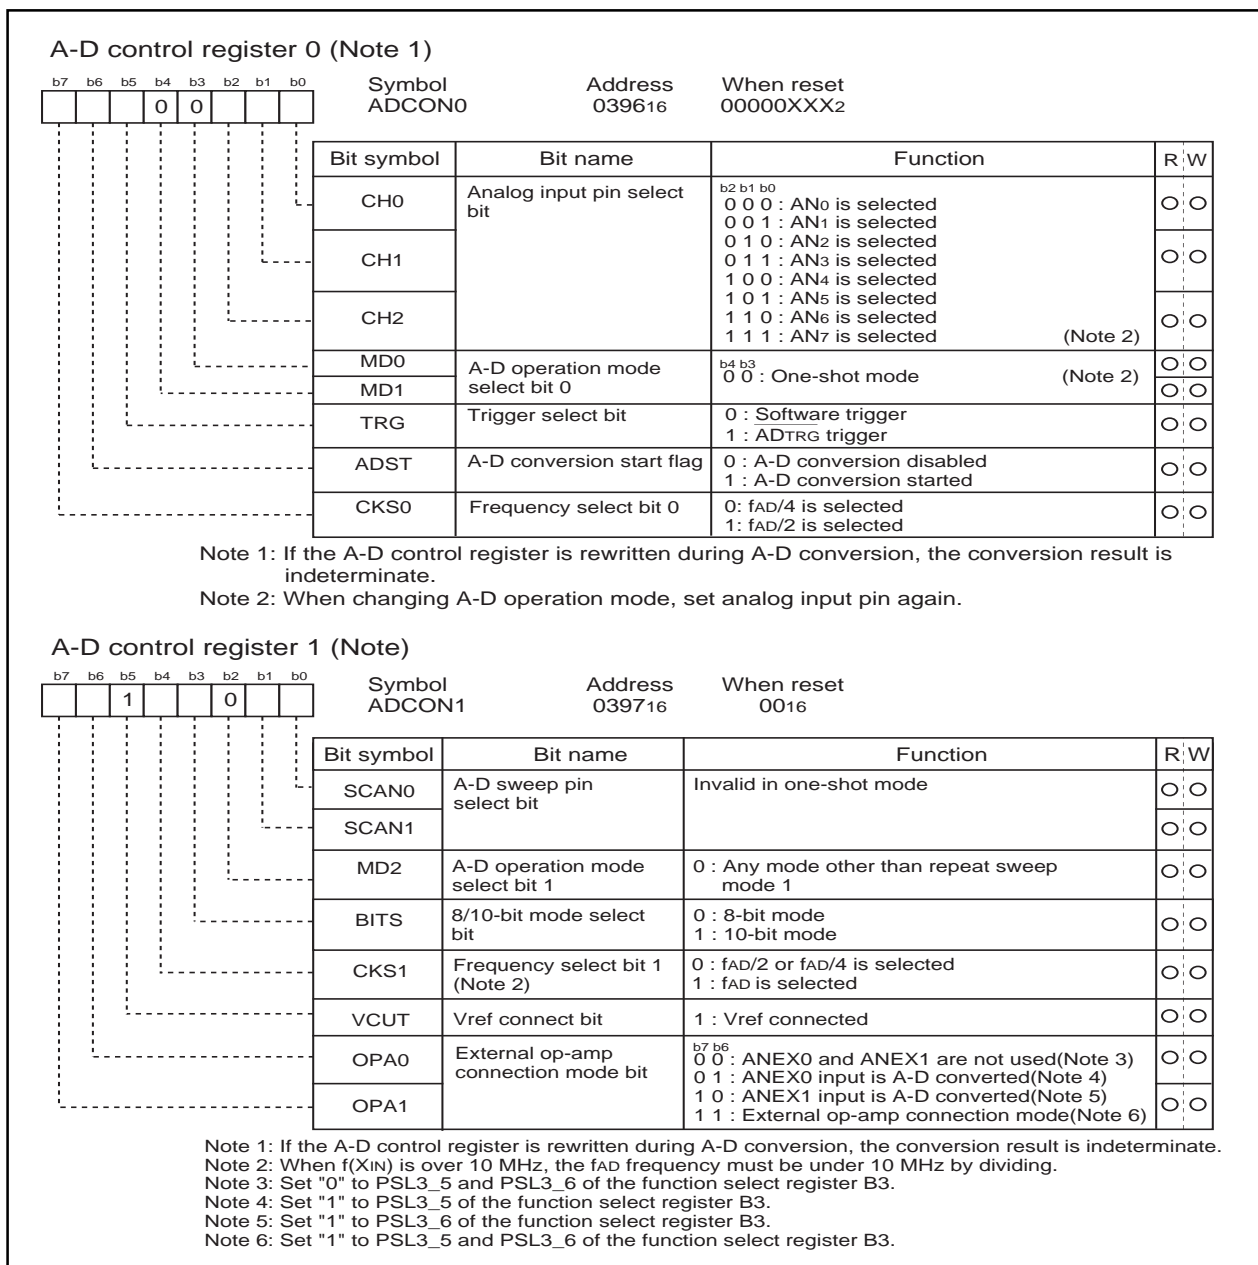 A-D control register 0 (Note 1)
b7 b6 b5 b4 b3 b2 b1 b0
0 0
Symbol Address When reset
ADCON0 039616 00000XXX2
Bit symbol Bit name Function R W
CH0 Analog input pin select bit
b2 b1 b0
0 0 0 : AN0 is selected
0 0 1 : AN1 is selected
0 1 0 : AN2 is selected
CH1 0 1 1 : AN3 is selected
1 0 0 : AN4 is selected
1 0 1 : AN5 is selected
CH2 1 1 0 : AN6 is selected
1 1 1 : AN7 is selected (Note 2)
MD0 A-D operation mode
MD1 select bit 0
b4 b3
0 0 : One-shot mode (Note 2)
TRG Trigger select bit 0 : Software trigger
1 : ADTRG trigger
ADST A-D conversion start flag 0 : A-D conversion disabled
1 : A-D conversion started
CKS0 Frequency select bit 0 0: fAD/4 is selected
1: fAD/2 is selected
Note 1: If the A-D control register is rewritten during A-D conversion, the conversion result is
indeterminate.
Note 2: When changing A-D operation mode, set analog input pin again.
A-D control register 1 (Note)
b7 b6 b5 b4 b3 b2 b1 b0
1 0
Symbol Address When reset
ADCON1 039716 0016
Bit symbol Bit name Function R W
SCAN0 A-D sweep pin
select bit Invalid in one-shot mode
SCAN1
MD2 A-D operation mode
select bit 1 0 : Any mode other than repeat sweep
mode 1
BITS 8/10-bit mode select
bit 0 : 8-bit mode
1 : 10-bit mode
CKS1 Frequency select bit 1
(Note 2) 0 : fAD/2 or fAD/4 is selected
1 : fAD is selected
VCUT Vref connect bit 1 : Vref connected
OPA0 External op-amp
connection mode bit
b7 b6
0 0 : ANEX0 and ANEX1 are not used(Note 3)
0 1 : ANEX0 input is A-D converted(Note 4)
OPA1 1 0 : ANEX1 input is A-D converted(Note 5)
1 1 : External op-amp connection mode(Note 6)
Note 1: If the A-D control register is rewritten during A-D conversion, the conversion result is indeterminate.
Note 2: When f(XIN) is over 10 MHz, the fAD frequency must be under 10 MHz by dividing.
Note 3: Set "0" to PSL3_5 and PSL3_6 of the function select register B3.
Note 4: Set "1" to PSL3_5 of the function select register B3.
Note 5: Set "1" to PSL3_6 of the function select register B3.
Note 6: Set "1" to PSL3_5 and PSL3_6 of the function select register B3.